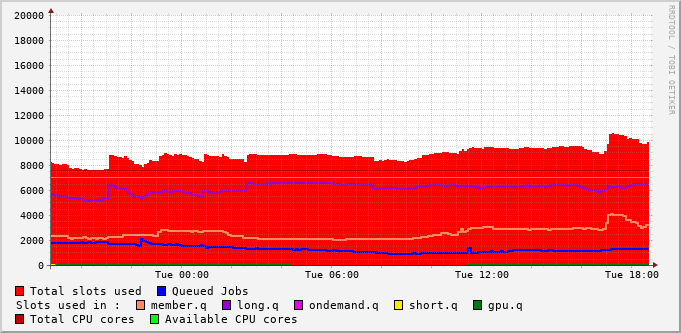 RRDTOOL / TOBI OETIKER
20000
18000
16000
14000
12000
10000
8000
6000
4000
2000
0
Tue 00:00 Tue 06:00 Tue 12:00 Tue 18:00
Total slots used Queued Jobs
Slots used in : member.q long.q ondemand.q short.q gpu.q
Total CPU cores Available CPU cores